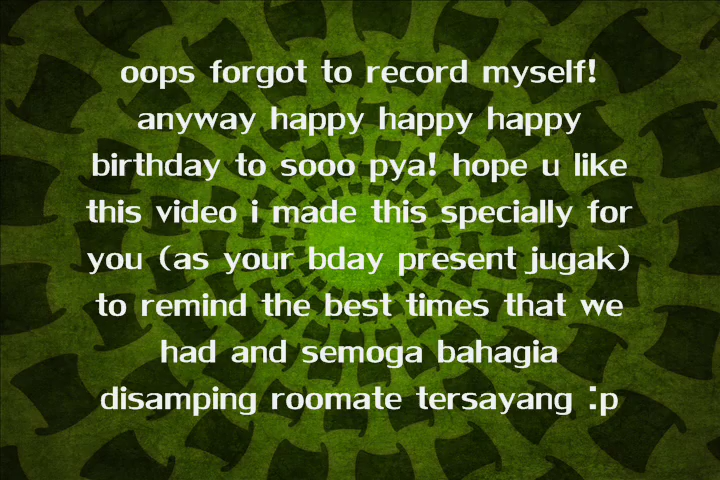 oops forgot to record myself!
anyway happy happy happy
birthday to sooo pya! hope u like
this video i made this specially for
you (as your bday present jugak)
to remind the best times that we
had and semoga bahagia
disamping roomate tersayang :p